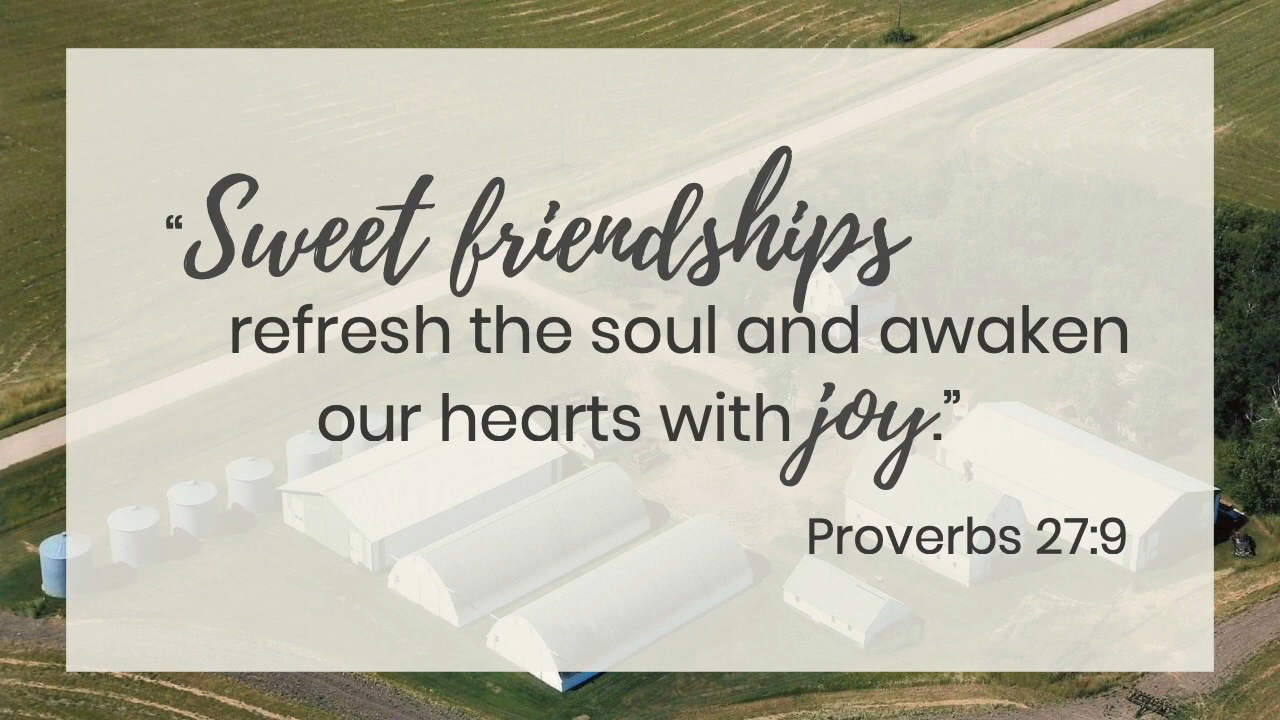 “Sweet friendships
refresh the soul and awaken
our hearts with joy.”
Proverbs 27:9